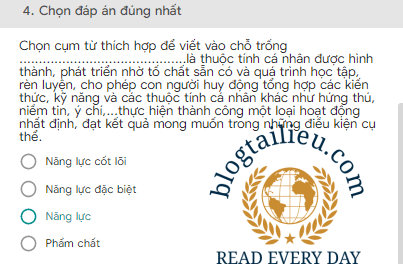 4. Chọn đáp án đúng nhất
Chọn cụm từ thích hợp để viết vào chỗ trống
..........................................là thuộc tính cá nhân được hình
thành, phát triển nhờ tố chất sẵn có và quá trình học tập,
rèn luyện, cho phép con người huy động tổng hợp các kiến
thức, kỹ năng và các thuộc tính cá nhân khác như hứng thú,
niềm tin, ý chí,...thực hiện thành công một loại hoạt động
nhất định, đạt kết quả mong muốn trong những điều kiện cụ
thể.
Năng lực cốt lõi
Năng lực đặc biệt
Năng lực
Phẩm chất
blogtailieu.com
READ EVERY DAY